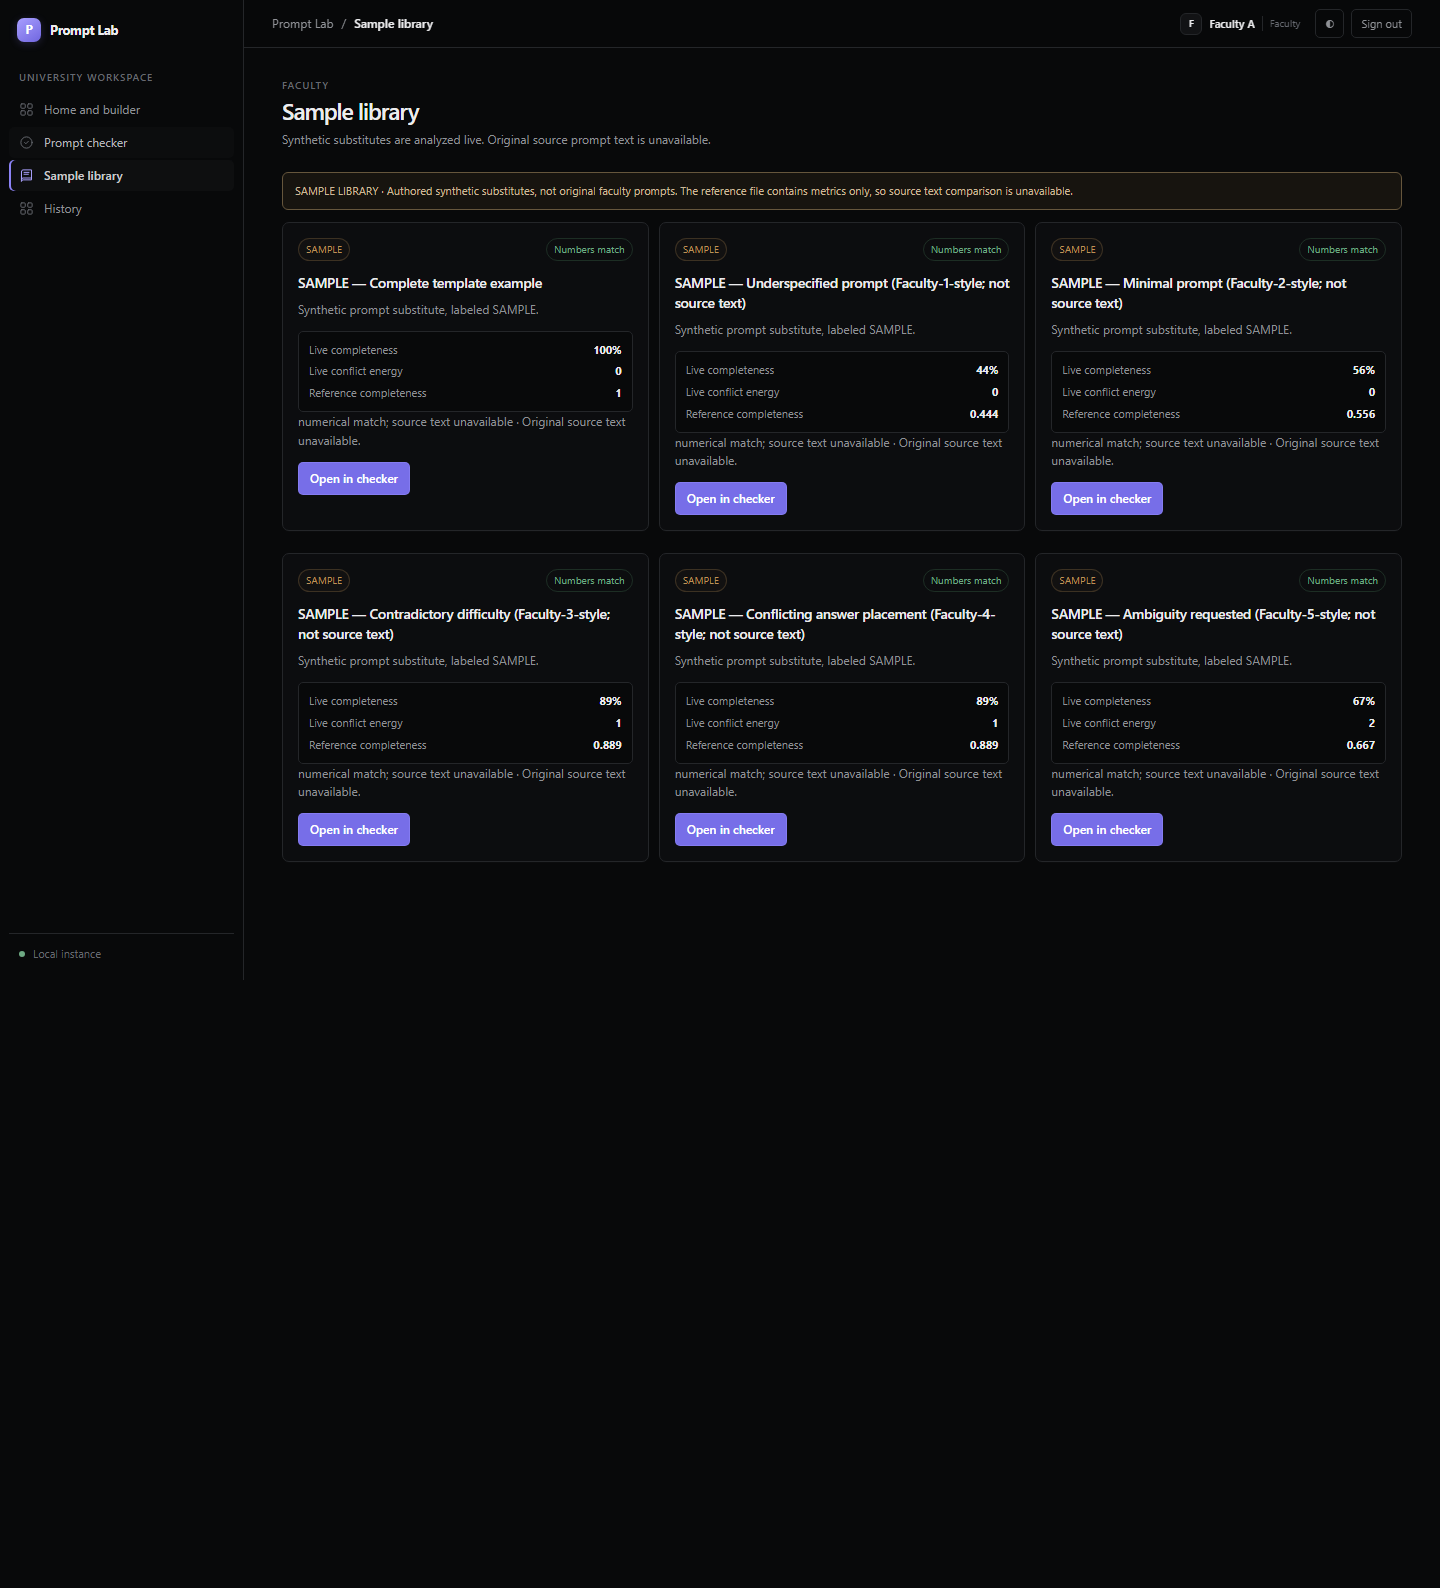 P Prompt Lab
UNIVERSITY WORKSPACE
Home and builder
Prompt checker
Sample library
History
Local instance
Prompt Lab / Sample library
F Faculty A Faculty Sign out
FACULTY
Sample library
Synthetic substitutes are analyzed live. Original source prompt text is unavailable.
SAMPLE LIBRARY · Authored synthetic substitutes, not original faculty prompts. The reference file contains metrics only, so source text comparison is unavailable.
SAMPLE Numbers match
SAMPLE — Complete template example
Synthetic prompt substitute, labeled SAMPLE.
Live completeness 100%
Live conflict energy 0
Reference completeness 1
numerical match; source text unavailable · Original source text
unavailable.
Open in checker
SAMPLE Numbers match
SAMPLE — Underspecified prompt (Faculty-1-style; not
source text)
Synthetic prompt substitute, labeled SAMPLE.
Live completeness 44%
Live conflict energy 0
Reference completeness 0.444
numerical match; source text unavailable · Original source text
unavailable.
Open in checker
SAMPLE Numbers match
SAMPLE — Minimal prompt (Faculty-2-style; not
source text)
Synthetic prompt substitute, labeled SAMPLE.
Live completeness 56%
Live conflict energy 0
Reference completeness 0.556
numerical match; source text unavailable · Original source text
unavailable.
Open in checker
SAMPLE Numbers match
SAMPLE — Contradictory difficulty (Faculty-3-style;
not source text)
Synthetic prompt substitute, labeled SAMPLE.
Live completeness 89%
Live conflict energy 1
Reference completeness 0.889
numerical match; source text unavailable · Original source text
unavailable.
Open in checker
SAMPLE Numbers match
SAMPLE — Conflicting answer placement (Faculty-4-
style; not source text)
Synthetic prompt substitute, labeled SAMPLE.
Live completeness 89%
Live conflict energy 1
Reference completeness 0.889
numerical match; source text unavailable · Original source text
unavailable.
Open in checker
SAMPLE Numbers match
SAMPLE — Ambiguity requested (Faculty-5-style; not
source text)
Synthetic prompt substitute, labeled SAMPLE.
Live completeness 67%
Live conflict energy 2
Reference completeness 0.667
numerical match; source text unavailable · Original source text
unavailable.
Open in checker